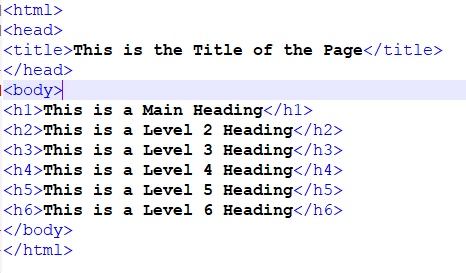 <html>
<head>
<title>This is the Title of the Page</title>
</head>
<body>
<h1>This is a Main Heading</h1>
<h2>This is a Level 2 Heading</h2>
<h3>This is a Level 3 Heading</h3>
<h4>This is a Level 4 Heading</h4>
<h5>This is a Level 5 Heading</h5>
<h6>This is a Level 6 Heading</h6>
</body>
</html>